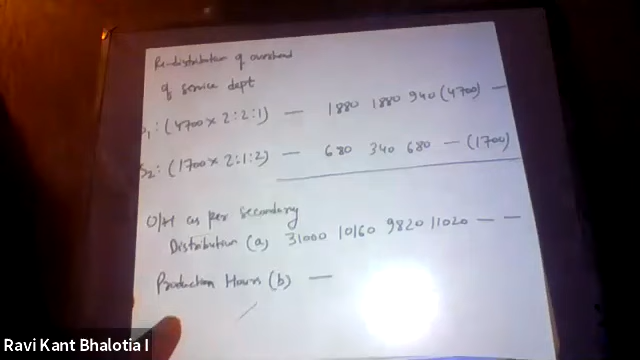 Re-distribution of overhead
of service dept
S1: (4700 x 2:2:1) — 1880 1880 940 (4700) —
S2: (1700 x 2:1:2) — 680 340 680 — (1700)
O/H as per secondary
Distribution (a) 31000 10160 9820 11020 — —
Production Hours (b) —
Ravi Kant Bhalotia I